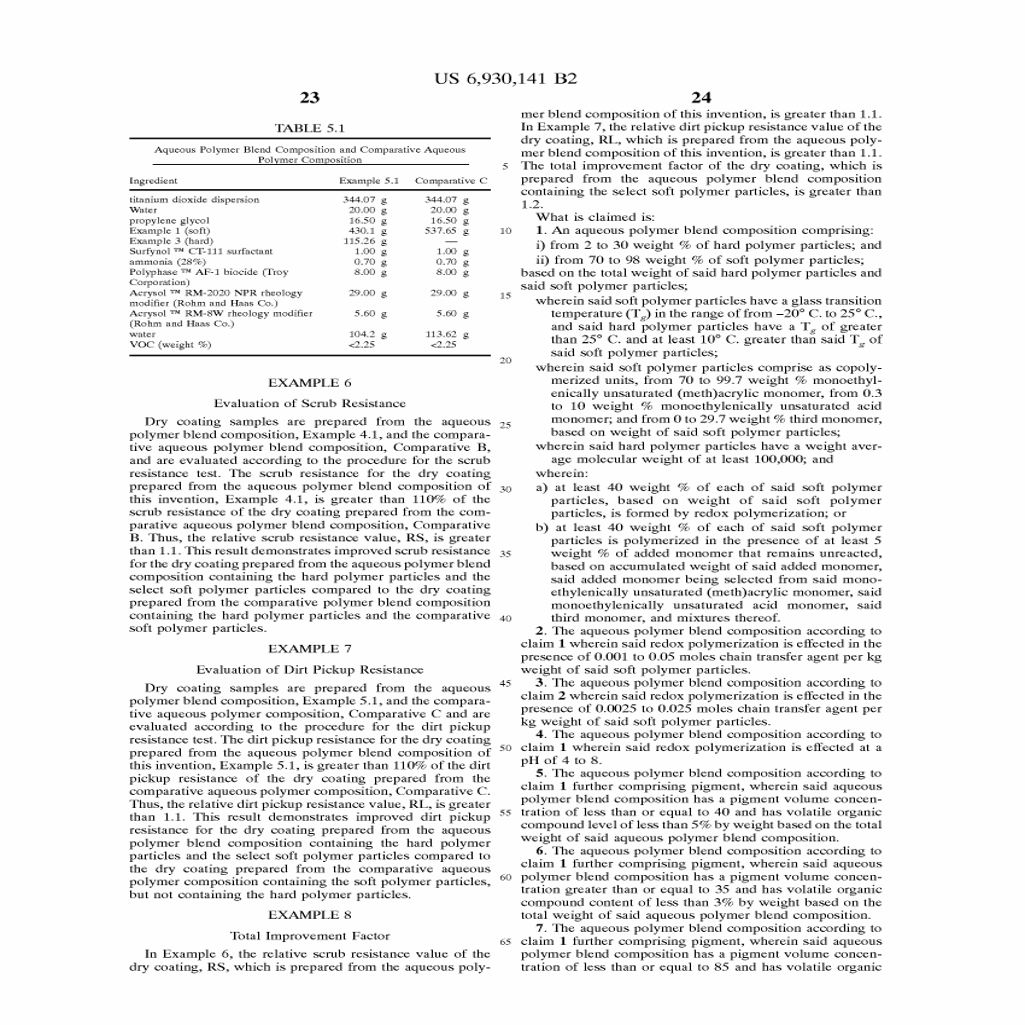 US 6,930,141 B2
23
TABLE 5.1
Aqueous Polymer Blend Composition and Comparative Aqueous
Polymer Composition
Ingredient Example 5.1 Comparative C
titanium dioxide dispersion 344.07 g 344.07 g
Water 20.00 g 20.00 g
propylene glycol 16.50 g 16.50 g
Example 1 (soft) 430.1 g 537.65 g
Example 3 (hard) 115.26 g —
Surfynol ™ CT-111 surfactant 1.00 g 1.00 g
ammonia (28%) 0.70 g 0.70 g
Polyphase ™ AF-1 biocide (Troy 8.00 g 8.00 g
Corporation)
Acrysol ™ RM-2020 NPR rheology 29.00 g 29.00 g
modifier (Rohm and Haas Co.)
Acrysol ™ RM-8W rheology modifier 5.60 g 5.60 g
(Rohm and Haas Co.)
water 104.2 g 113.62 g
VOC (weight %) <2.25 <2.25
EXAMPLE 6
Evaluation of Scrub Resistance
Dry coating samples are prepared from the aqueous
polymer blend composition, Example 4.1, and the compara-
tive aqueous polymer blend composition, Comparative B,
and are evaluated according to the procedure for the scrub
resistance test. The scrub resistance for the dry coating
prepared from the aqueous polymer blend composition of
this invention, Example 4.1, is greater than 110% of the
scrub resistance of the dry coating prepared from the com-
parative aqueous polymer blend composition, Comparative
B. Thus, the relative scrub resistance value, RS, is greater
than 1.1. This result demonstrates improved scrub resistance
for the dry coating prepared from the aqueous polymer blend
composition containing the hard polymer particles and the
select soft polymer particles compared to the dry coating
prepared from the comparative polymer blend composition
containing the hard polymer particles and the comparative
soft polymer particles.
EXAMPLE 7
Evaluation of Dirt Pickup Resistance
Dry coating samples are prepared from the aqueous
polymer blend composition, Example 5.1, and the compara-
tive aqueous polymer composition, Comparative C and are
evaluated according to the procedure for the dirt pickup
resistance test. The dirt pickup resistance for the dry coating
prepared from the aqueous polymer blend composition of
this invention, Example 5.1, is greater than 110% of the dirt
pickup resistance of the dry coating prepared from the
comparative aqueous polymer composition, Comparative C.
Thus, the relative dirt pickup resistance value, RL, is greater
than 1.1. This result demonstrates improved dirt pickup
resistance for the dry coating prepared from the aqueous
polymer blend composition containing the hard polymer
particles and the select soft polymer particles compared to
the dry coating prepared from the comparative aqueous
polymer composition containing the soft polymer particles,
but not containing the hard polymer particles.
EXAMPLE 8
Total Improvement Factor
In Example 6, the relative scrub resistance value of the
dry coating, RS, which is prepared from the aqueous poly-
5
10
15
20
25
30
35
40
45
50
55
60
65
24
mer blend composition of this invention, is greater than 1.1.
In Example 7, the relative dirt pickup resistance value of the
dry coating, RL, which is prepared from the aqueous poly-
mer blend composition of this invention, is greater than 1.1.
The total improvement factor of the dry coating, which is
prepared from the aqueous polymer blend composition
containing the select soft polymer particles, is greater than
1.2.
What is claimed is:
1. An aqueous polymer blend composition comprising:
i) from 2 to 30 weight % of hard polymer particles; and
ii) from 70 to 98 weight % of soft polymer particles;
based on the total weight of said hard polymer particles and
said soft polymer particles;
wherein said soft polymer particles have a glass transition
temperature (Tg) in the range of from −20° C. to 25° C.,
and said hard polymer particles have a Tg of greater
than 25° C. and at least 10° C. greater than said Tg of
said soft polymer particles;
wherein said soft polymer particles comprise as copoly-
merized units, from 70 to 99.7 weight % monoethyl-
enically unsaturated (meth)acrylic monomer, from 0.3
to 10 weight % monoethylenically unsaturated acid
monomer; and from 0 to 29.7 weight % third monomer,
based on weight of said soft polymer particles;
wherein said hard polymer particles have a weight aver-
age molecular weight of at least 100,000; and
wherein:
a) at least 40 weight % of each of said soft polymer
particles, based on weight of said soft polymer
particles, is formed by redox polymerization; or
b) at least 40 weight % of each of said soft polymer
particles is polymerized in the presence of at least 5
weight % of added monomer that remains unreacted,
based on accumulated weight of said added monomer,
said added monomer being selected from said mono-
ethylenically unsaturated (meth)acrylic monomer, said
monoethylenically unsaturated acid monomer, said
third monomer, and mixtures thereof.
2. The aqueous polymer blend composition according to
claim 1 wherein said redox polymerization is effected in the
presence of 0.001 to 0.05 moles chain transfer agent per kg
weight of said soft polymer particles.
3. The aqueous polymer blend composition according to
claim 2 wherein said redox polymerization is effected in the
presence of 0.0025 to 0.025 moles chain transfer agent per
kg weight of said soft polymer particles.
4. The aqueous polymer blend composition according to
claim 1 wherein said redox polymerization is effected at a
pH of 4 to 8.
5. The aqueous polymer blend composition according to
claim 1 further comprising pigment, wherein said aqueous
polymer blend composition has a pigment volume concen-
tration of less than or equal to 40 and has volatile organic
compound level of less than 5% by weight based on the total
weight of said aqueous polymer blend composition.
6. The aqueous polymer blend composition according to
claim 1 further comprising pigment, wherein said aqueous
polymer blend composition has a pigment volume concen-
tration greater than or equal to 35 and has volatile organic
compound content of less than 3% by weight based on the
total weight of said aqueous polymer blend composition.
7. The aqueous polymer blend composition according to
claim 1 further comprising pigment, wherein said aqueous
polymer blend composition has a pigment volume concen-
tration of less than or equal to 85 and has volatile organic